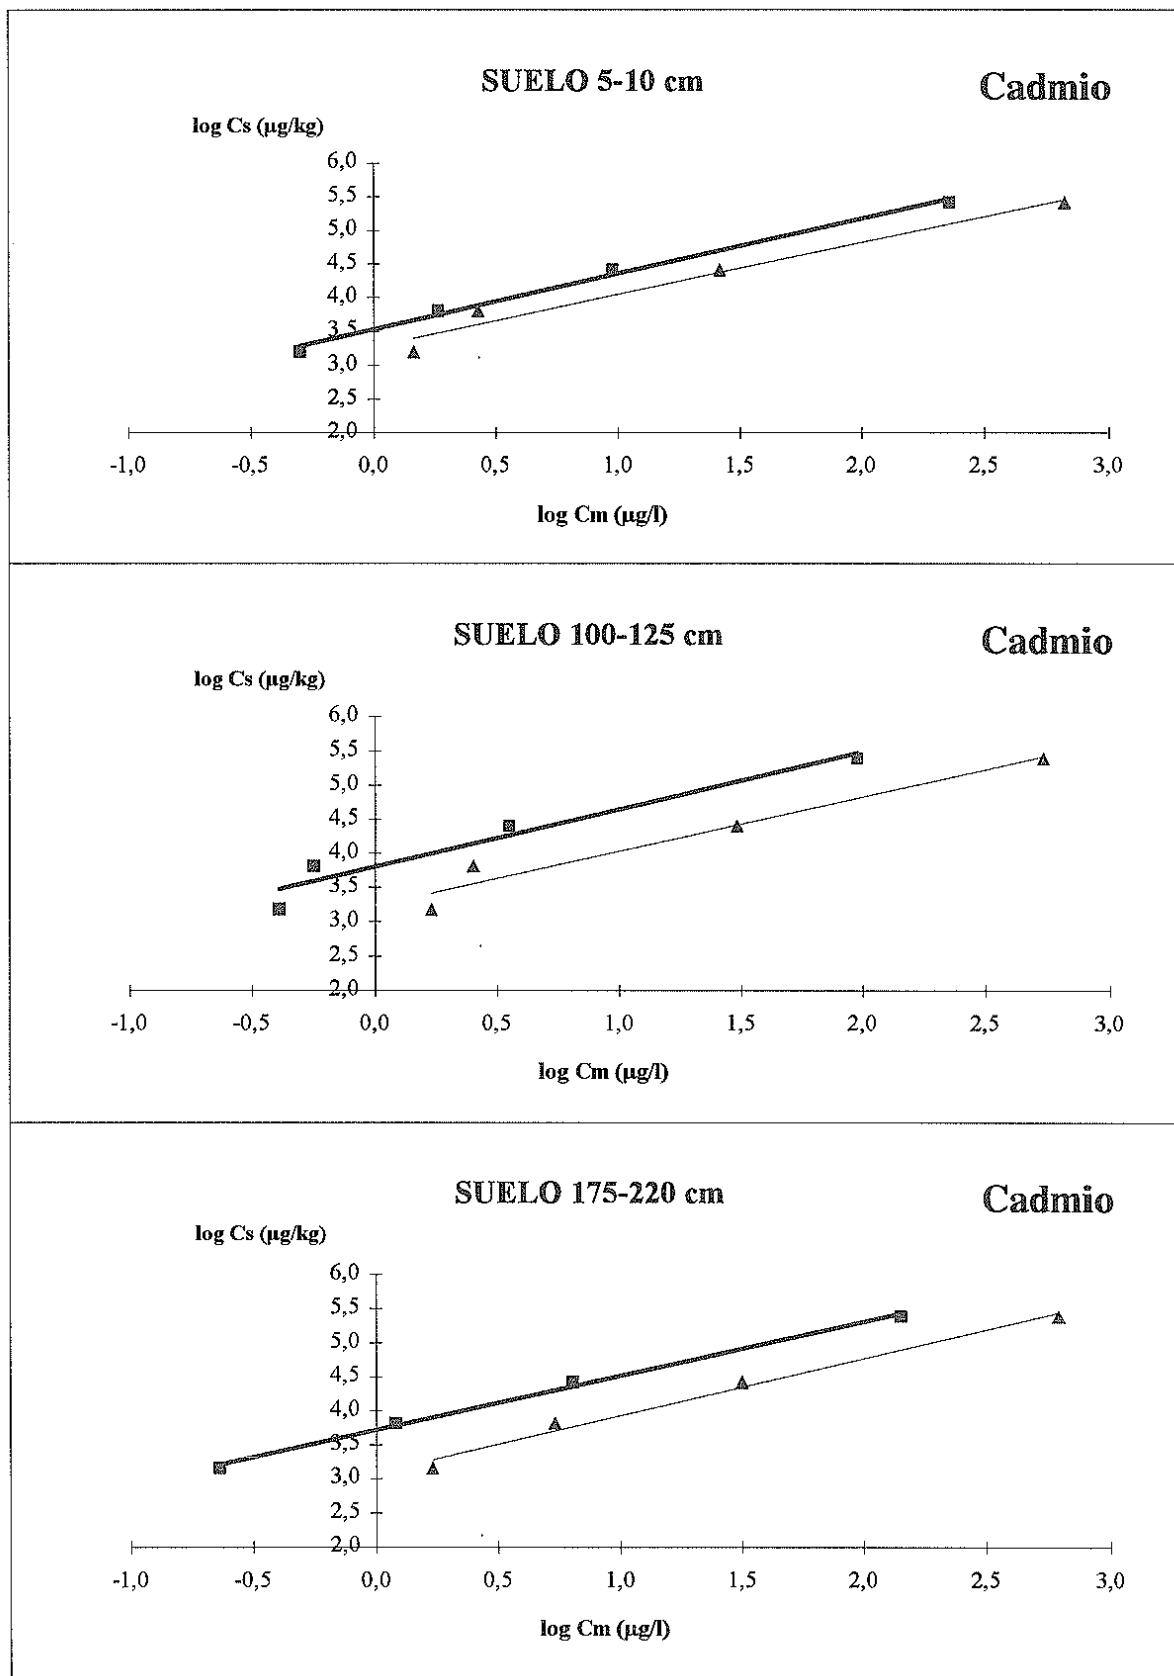 SUELO 5-10 cm
Cadmio
log Cs (µg/kg)
6,0
5,5
5,0
4,5
4,0
3,5
3,0
2,5
2,0
-1,0 -0,5 0,0 0,5 1,0 1,5 2,0 2,5 3,0
log Cm (µg/l)
SUELO 100-125 cm
Cadmio
log Cs (µg/kg)
6,0
5,5
5,0
4,5
4,0
3,5
3,0
2,5
2,0
-1,0 -0,5 0,0 0,5 1,0 1,5 2,0 2,5 3,0
log Cm (µg/l)
SUELO 175-220 cm
Cadmio
log Cs (µg/kg)
6,0
5,5
5,0
4,5
4,0
3,5
3,0
2,5
2,0
-1,0 -0,5 0,0 0,5 1,0 1,5 2,0 2,5 3,0
log Cm (µg/l)